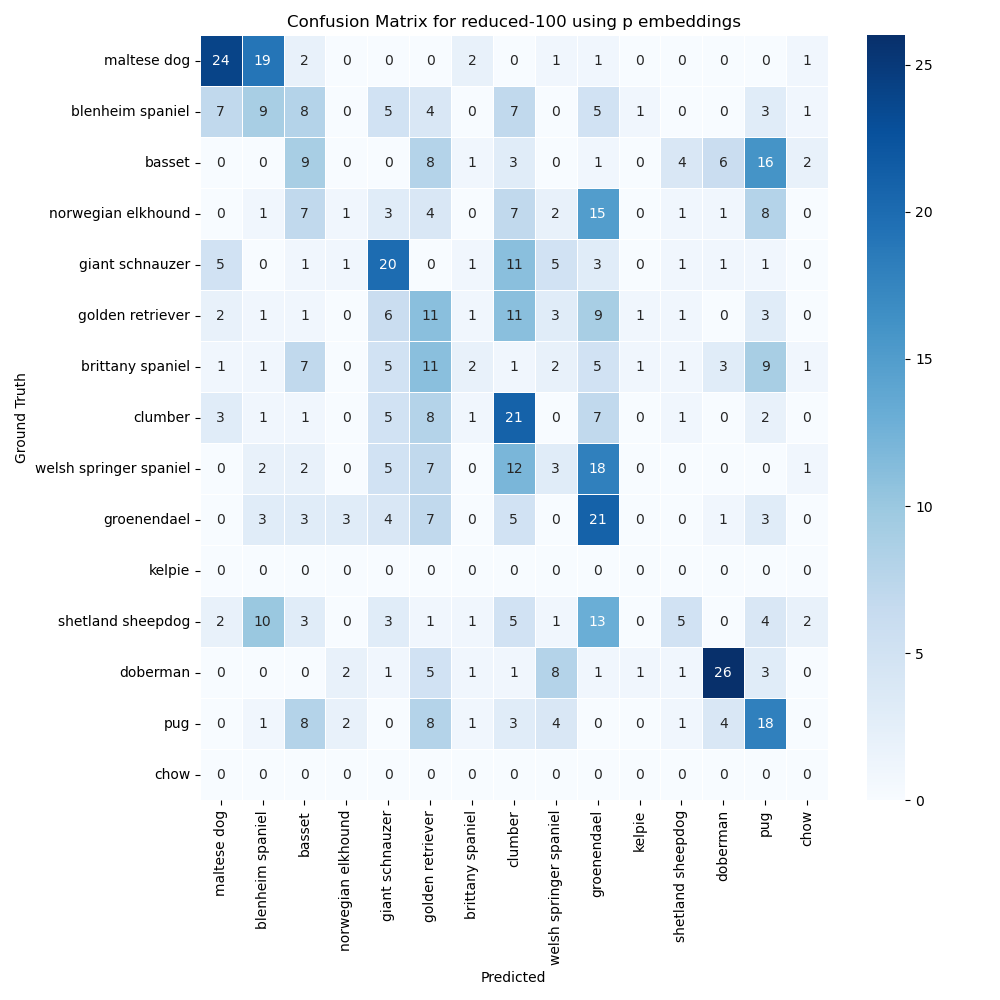 Confusion Matrix for reduced-100 using p embeddings
maltese dog 24 19 2 0 0 0 2 0 1 1 0 0 0 0 1
blenheim spaniel 7 9 8 0 5 4 0 7 0 5 1 0 0 3 1
basset 0 0 9 0 0 8 1 3 0 1 0 4 6 16 2
norwegian elkhound 0 1 7 1 3 4 0 7 2 15 0 1 1 8 0
giant schnauzer 5 0 1 1 20 0 1 11 5 3 0 1 1 1 0
golden retriever 2 1 1 0 6 11 1 11 3 9 1 1 0 3 0
brittany spaniel 1 1 7 0 5 11 2 1 2 5 1 1 3 9 1
clumber 3 1 1 0 5 8 1 21 0 7 0 1 0 2 0
welsh springer spaniel 0 2 2 0 5 7 0 12 3 18 0 0 0 0 1
groenendael 0 3 3 3 4 7 0 5 0 21 0 0 1 3 0
kelpie 0 0 0 0 0 0 0 0 0 0 0 0 0 0 0
shetland sheepdog 2 10 3 0 3 1 1 5 1 13 0 5 0 4 2
doberman 0 0 0 2 1 5 1 1 8 1 1 1 26 3 0
pug 0 1 8 2 0 8 1 3 4 0 0 1 4 18 0
chow 0 0 0 0 0 0 0 0 0 0 0 0 0 0 0
Ground Truth
maltese dog
blenheim spaniel
basset
norwegian elkhound
giant schnauzer
golden retriever
brittany spaniel
clumber
welsh springer spaniel
groenendael
kelpie
shetland sheepdog
doberman
pug
chow
Predicted
25
20
15
10
5
0